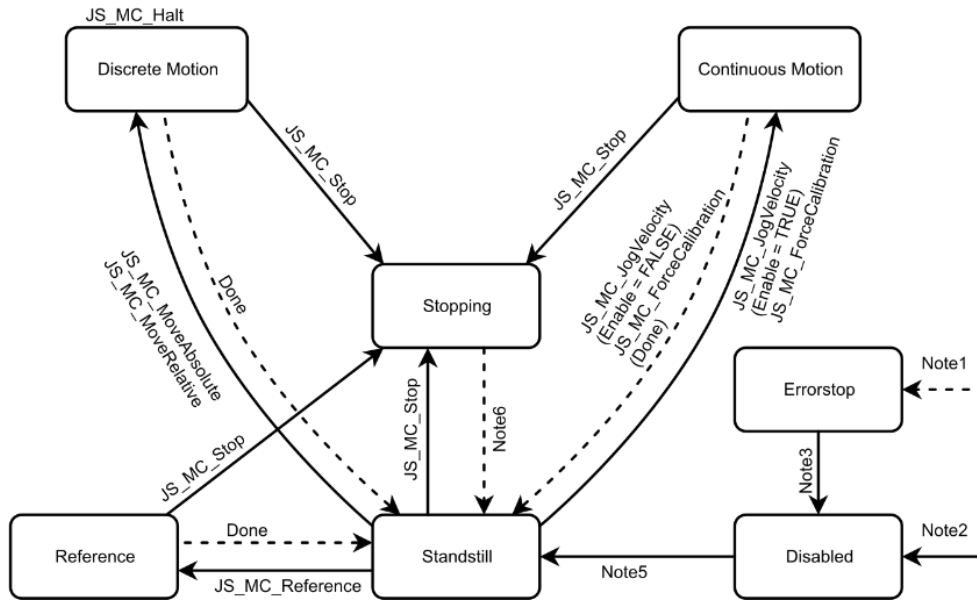 JS_MC_Halt
Discrete Motion
Continuous Motion
JS_MC_Stop
JS_MC_Stop
JS_MC_MoveAbsolute
JS_MC_MoveRelative
Done
Stopping
JS_MC_JogVelocity
(Enable = FALSE)
JS_MC_ForceCalibration
(Done)
JS_MC_JogVelocity
(Enable = TRUE)
JS_MC_ForceCalibration
Errorstop
Note1
JS_MC_Stop
JS_MC_Stop
Note6
Note3
Reference
Done
JS_MC_Reference
Standstill
Note5
Disabled
Note2